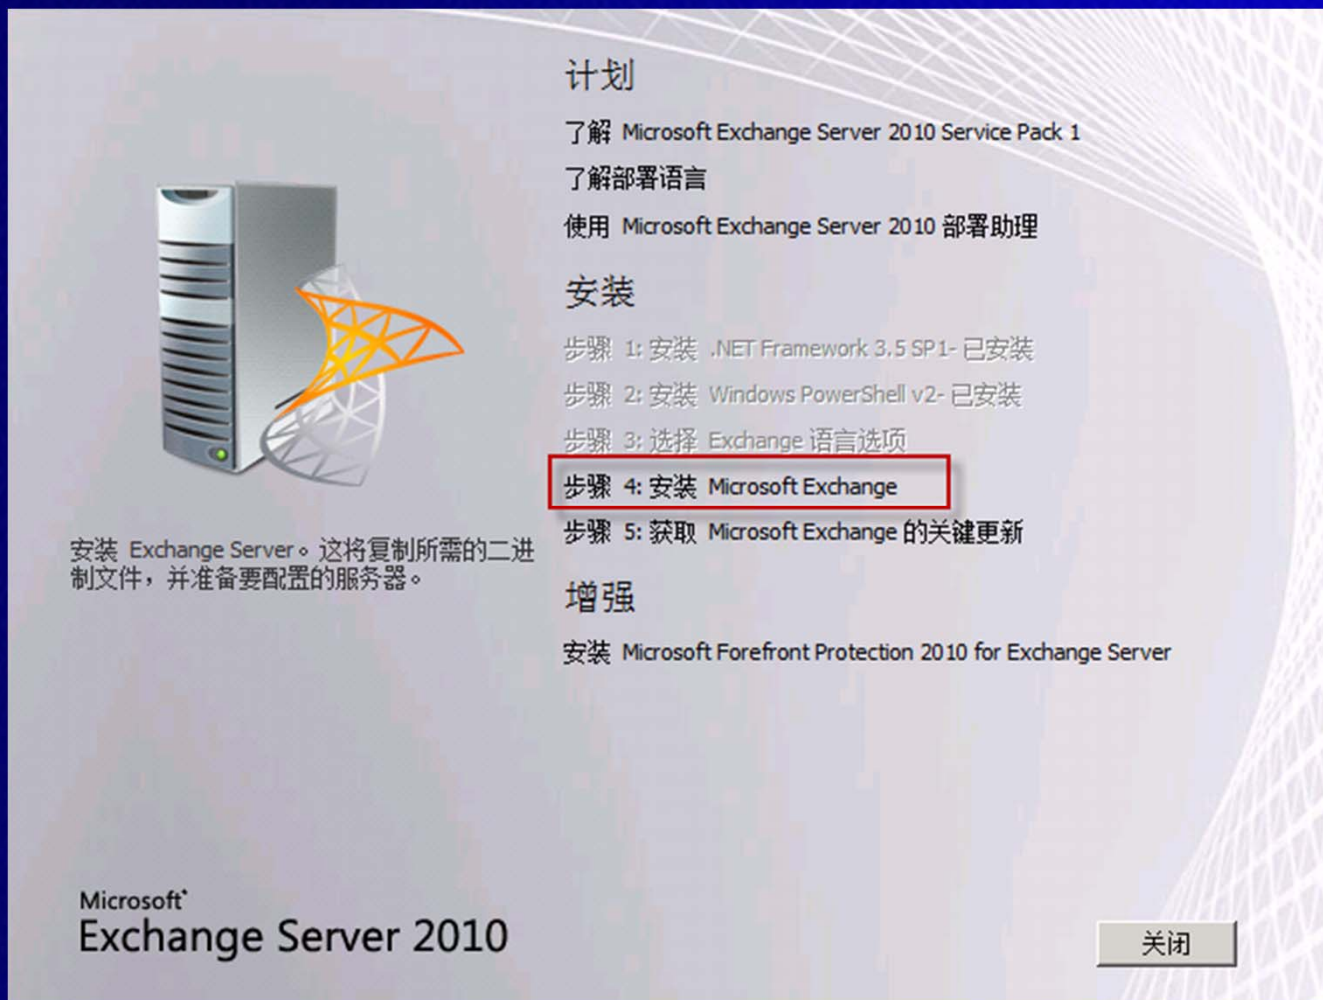 计划
了解 Microsoft Exchange Server 2010 Service Pack 1
了解部署语言
使用 Microsoft Exchange Server 2010 部署助理
安装
步骤 1: 安装 .NET Framework 3.5 SP1- 已安装
步骤 2: 安装 Windows PowerShell v2- 已安装
步骤 3: 选择 Exchange 语言选项
步骤 4: 安装 Microsoft Exchange
步骤 5: 获取 Microsoft Exchange 的关键更新
安装 Exchange Server。这将复制所需的二进
制文件，并准备要配置的服务器。
增强
安装 Microsoft Forefront Protection 2010 for Exchange Server
Microsoft
Exchange Server 2010
关闭